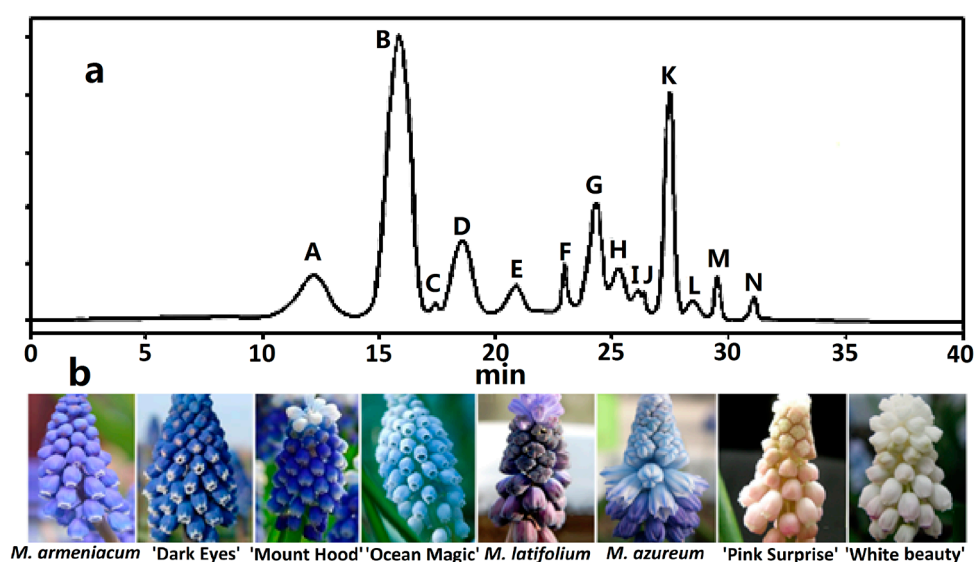 a
A B C D E F G H I J K L M N
0 5 10 15 20 25 30 35 40
min
b
M. armeniacum 'Dark Eyes' 'Mount Hood' 'Ocean Magic' M. latifolium M. azureum 'Pink Surprise' 'White beauty'